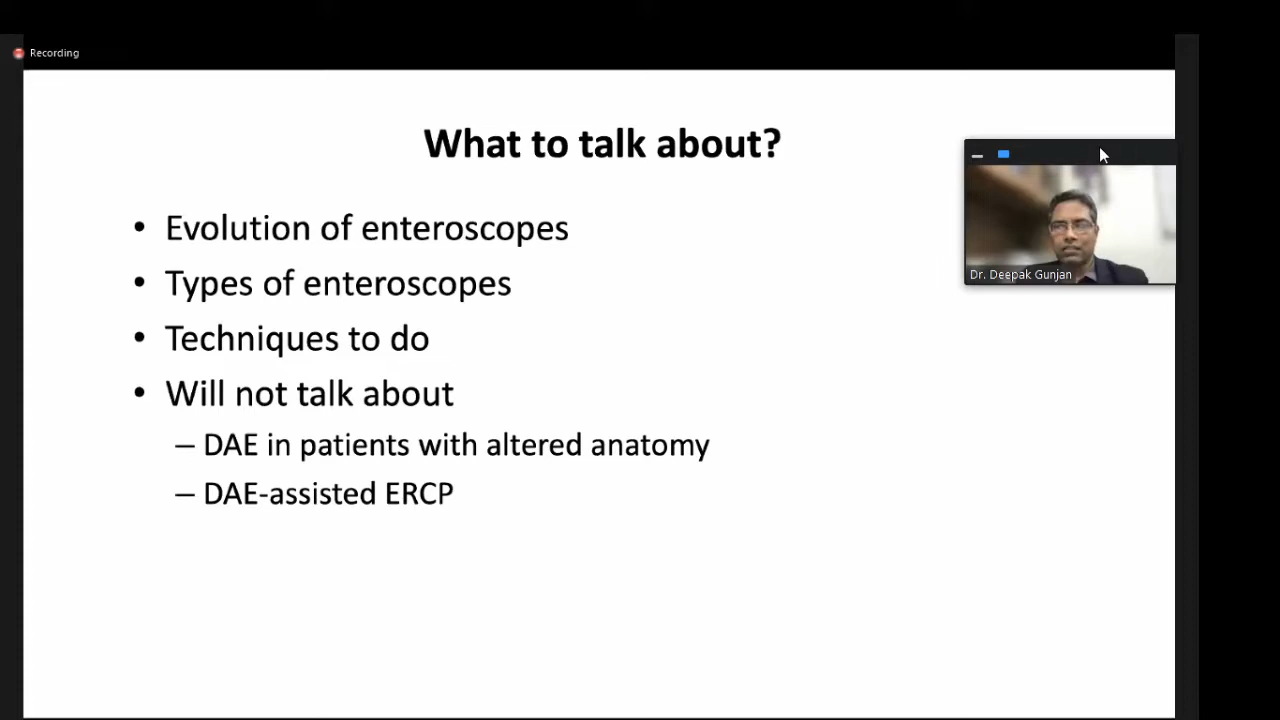 Recording
What to talk about?
• Evolution of enteroscopes
• Types of enteroscopes
• Techniques to do
• Will not talk about
– DAE in patients with altered anatomy
– DAE-assisted ERCP
Dr. Deepak Gunjan